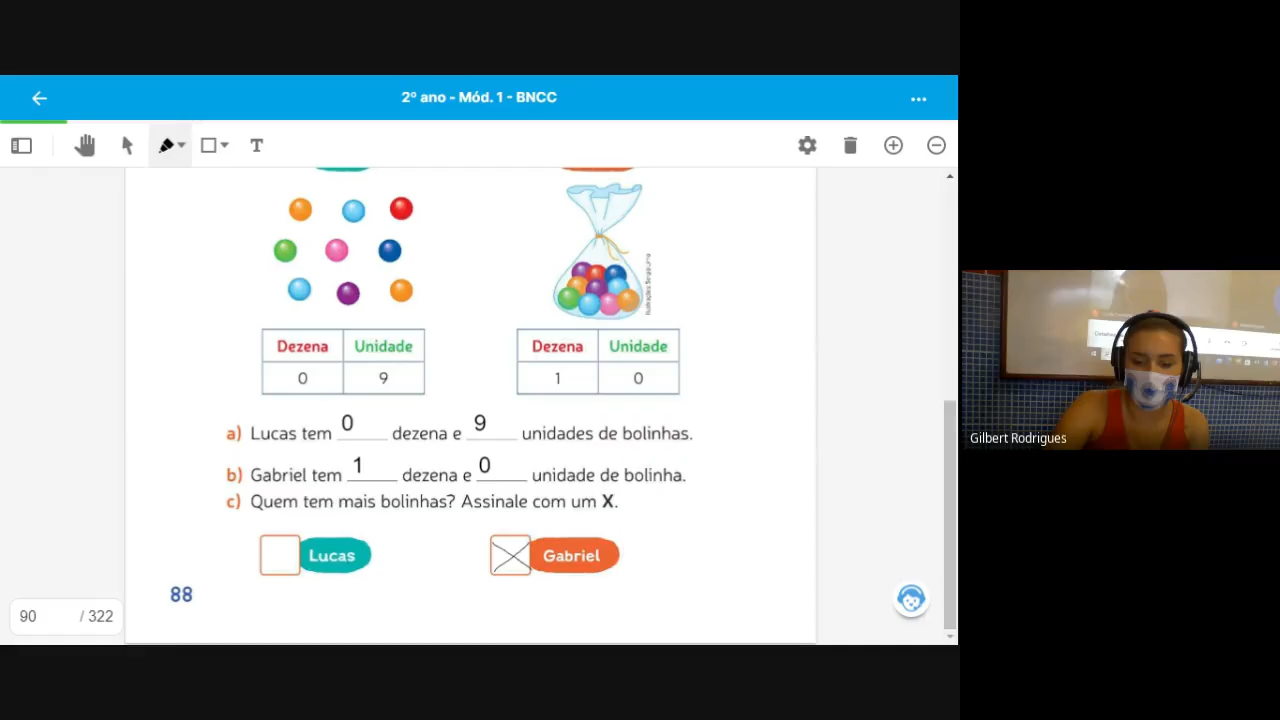 2º ano - Mód. 1 - BNCC
T
Dezena Unidade
0 9
Dezena Unidade
1 0
a) Lucas tem 0 dezena e 9 unidades de bolinhas.
b) Gabriel tem 1 dezena e 0 unidade de bolinha.
c) Quem tem mais bolinhas? Assinale com um X.
Lucas
X Gabriel
88
90 / 322
Gilbert Rodrigues